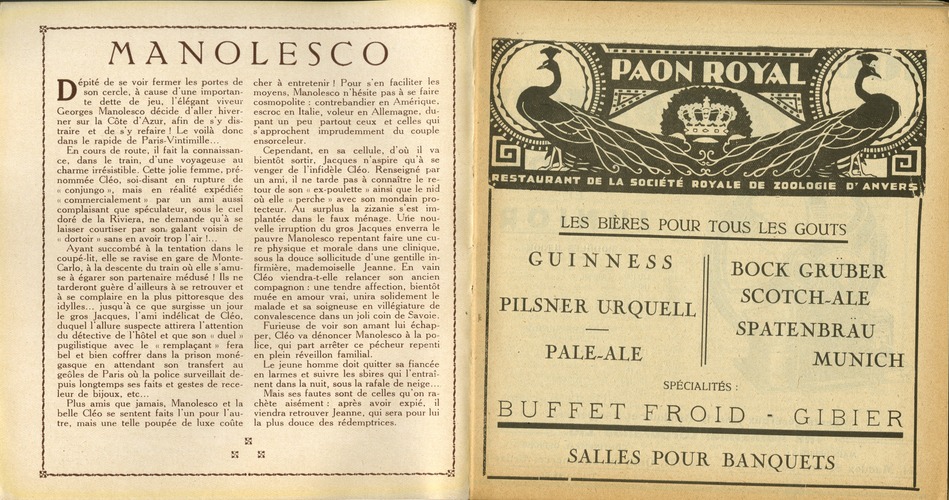 MANOLESCO
Dépité de se voir fermer les portes de
son cercle, à cause d'une importan-
te dette de jeu, l'élégant viveur
Georges Manolesco décide d'aller hiver-
ner sur la Côte d'Azur, afin de s'y dis-
traire et de s'y refaire ! Le voilà donc
dans le rapide de Paris-Vintimille...
En cours de route, il fait la connaissan-
ce, dans le train, d'une voyageuse au
charme irrésistible. Cette jolie femme, pré-
nommée Cléo, soi-disant en rupture de
« conjungo », mais en réalité expédiée
« commercialement » par un ami aussi
complaisant que spéculateur, sous le ciel
doré de la Riviera, ne demande qu'à se
laisser courtiser par son galant voisin de
« dortoir » sans en avoir trop l'air !...
Ayant succombé à la tentation dans le
coupé-lit, elle se ravise en gare de Monte-
Carlo, à la descente du train où elle s'amu-
se à égarer son partenaire médusé ! Ils ne
tarderont guère d'ailleurs à se retrouver et
à se complaire en la plus pittoresque des
idylles... jusqu'à ce que surgisse un jour
le gros Jacques, l'ami indélicat de Cléo,
duquel l'allure suspecte attirera l'attention
du détective de l'hôtel et que son « duel »
pugilistique avec le « remplaçant » fera
bel et bien coffrer dans la prison moné-
gasque en attendant son transfert au
geôles de Paris où la police surveillait de-
puis longtemps ses faits et gestes de rece-
leur de bijoux, etc...
Plus amis que jamais, Manolesco et la
belle Cléo se sentent faits l'un pour l'au-
tre, mais une telle poupée de luxe coûte
cher à entretenir ! Pour s'en faciliter les
moyens, Manolesco n'hésite pas à se faire
cosmopolite : contrebandier en Amérique,
escroc en Italie, voleur en Allemagne, du-
pant un peu partout ceux et celles qui
s'approchent imprudemment du couple
ensorceleur.
Cependant, en sa cellule, d'où il va
bientôt sortir, Jacques n'aspire qu'à se
venger de l'infidèle Cléo. Renseigné par
un ami, il ne tarde pas à connaître le re-
tour de son « ex-poulette » ainsi que le nid
où elle « perche » avec son mondain pro-
tecteur. Au surplus la zizanie s'est im-
plantée dans le faux ménage. Une nou-
velle irruption du gros Jacques enverra le
pauvre Manolesco repentant faire une cu-
re physique et morale dans une clinique,
sous la douce sollicitude d'une gentille in-
firmière, mademoiselle Jeanne. En vain
Cléo viendra-t-elle relancer son ancien
compagnon : une tendre affection, bientôt
muée en amour vrai, unira solidement le
malade et sa soigneuse en villégiature de
convalescence dans un joli coin de Savoie.
Furieuse de voir son amant lui échap-
per, Cléo va dénoncer Manolesco à la po-
lice, qui part arrêter ce pécheur repenti
en plein réveillon familial.
Le jeune homme doit quitter sa fiancée
en larmes et suivre les sbires qui l'entraî-
nent dans la nuit, sous la rafale de neige...
Mais ses fautes sont de celles qu'on ra-
chète aisément : après avoir expié, il
viendra retrouver Jeanne, qui sera pour lui
la plus douce des rédemptrices.
PAON ROYAL
RESTAURANT DE LA SOCIÉTÉ ROYALE DE ZOOLOGIE D'ANVERS
LES BIÈRES POUR TOUS LES GOUTS
GUINNESS
PILSNER URQUELL
PALE-ALE
BOCK GRÜBER
SCOTCH-ALE
SPATENBRÄU
MUNICH
SPÉCIALITÉS :
BUFFET FROID - GIBIER
SALLES POUR BANQUETS